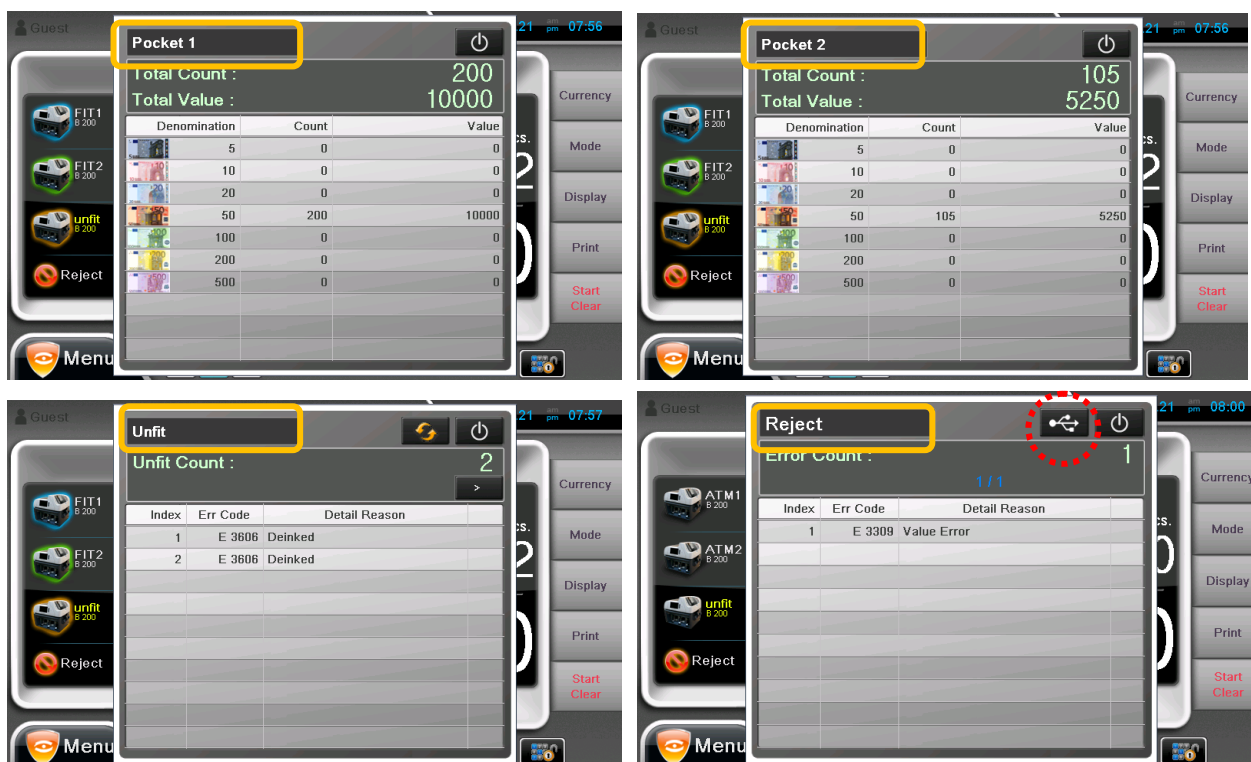 Guest
Pocket 1
21 am pm 07:56
Total Count : 200
Total Value : 10000
Denomination Count Value
5 0 0
10 0 0
20 0 0
50 200 10000
100 0 0
200 0 0
500 0 0
FIT1
B 200
FIT2
B 200
unfit
B 200
Reject
Menu
Currency
Mode
Display
Print
Start
Clear
Guest
Pocket 2
21 am pm 07:56
Total Count : 105
Total Value : 5250
Denomination Count Value
5 0 0
10 0 0
20 0 0
50 105 5250
100 0 0
200 0 0
500 0 0
FIT1
B 200
FIT2
B 200
unfit
B 200
Reject
Menu
Currency
Mode
Display
Print
Start
Clear
Guest
Unfit
21 am pm 07:57
Unfit Count : 2
>
Index Err Code Detail Reason
1 E 3606 Deinked
2 E 3606 Deinked
FIT1
B 200
FIT2
B 200
unfit
B 200
Reject
Menu
Currency
Mode
Display
Print
Start
Clear
Guest
Reject
21 am pm 08:00
Error Count : 1
1 / 1
Index Err Code Detail Reason
1 E 3309 Value Error
ATM1
B 200
ATM2
B 200
unfit
B 200
Reject
Menu
Currency
Mode
Display
Print
Start
Clear